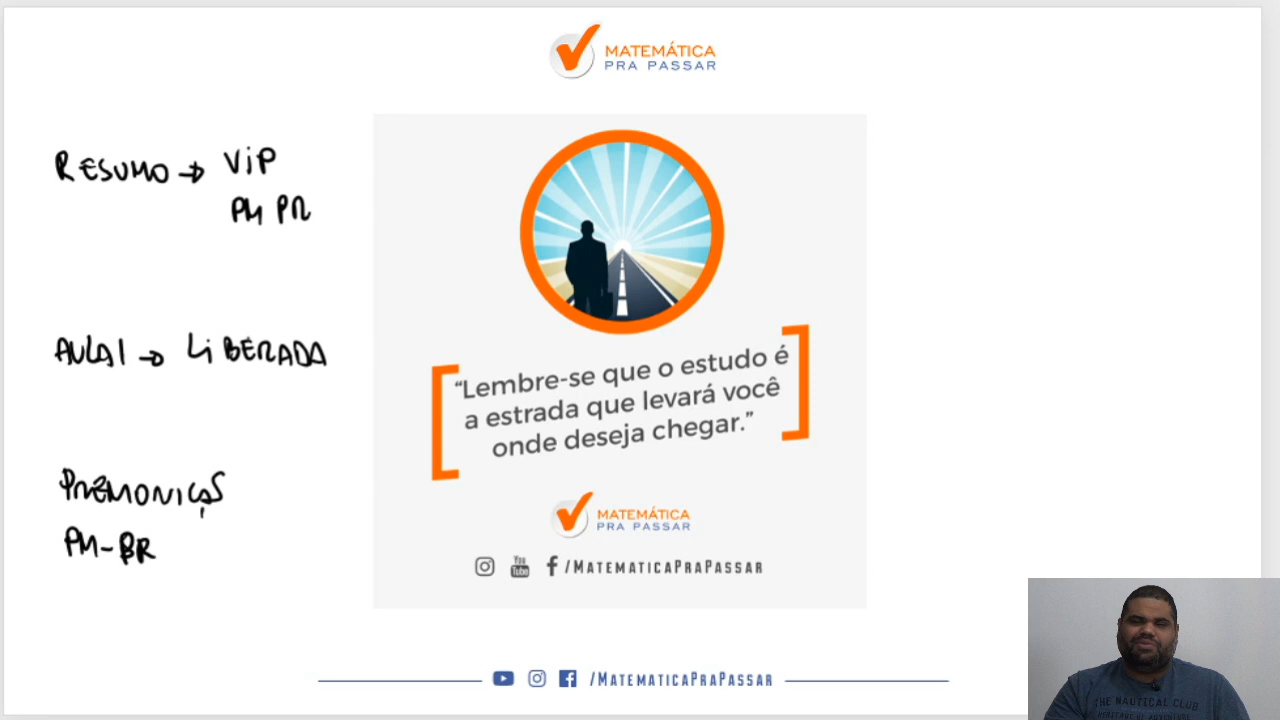 MATEMÁTICA
PRA PASSAR
RESUMO → VIP
PM PR
AULA 1 → LIBERADA
PREMONIÇÃO
PM-BR
“Lembre-se que o estudo é
a estrada que levará você
onde deseja chegar.”
MATEMÁTICA
PRA PASSAR
You Tube f /MATEMATICAPRAPASSAR
f /MATEMATICAPRAPASSAR
THE NAUTICAL CLUB